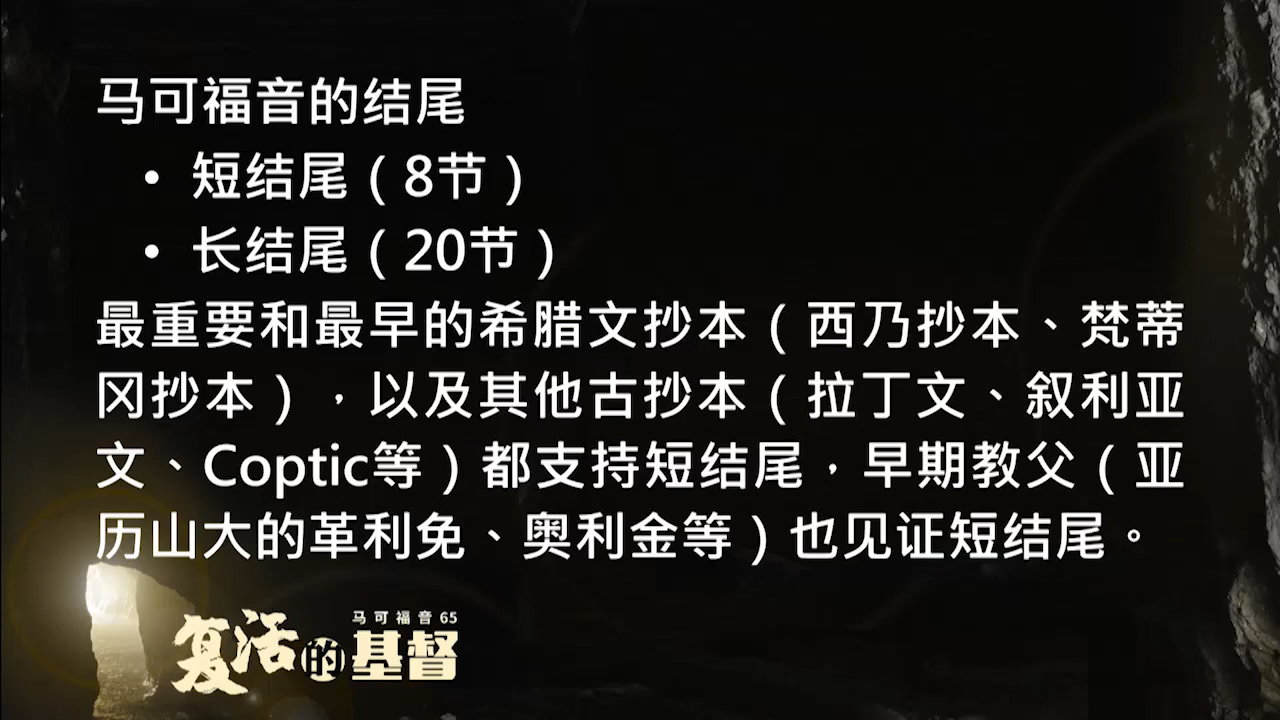 马可福音的结尾
• 短结尾（8节）
• 长结尾（20节）
最重要和最早的希腊文抄本（西乃抄本、梵蒂
冈抄本），以及其他古抄本（拉丁文、叙利亚
文、Coptic等）都支持短结尾，早期教父（亚
历山大的革利免、奥利金等）也见证短结尾。
马可福音65
复活的基督